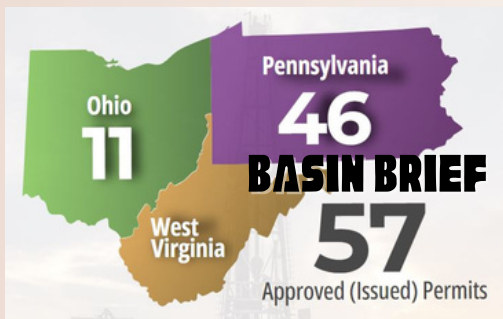 Ohio
11
Pennsylvania
46
BASIN BRIEF
West
Virginia
57
Approved (Issued) Permits